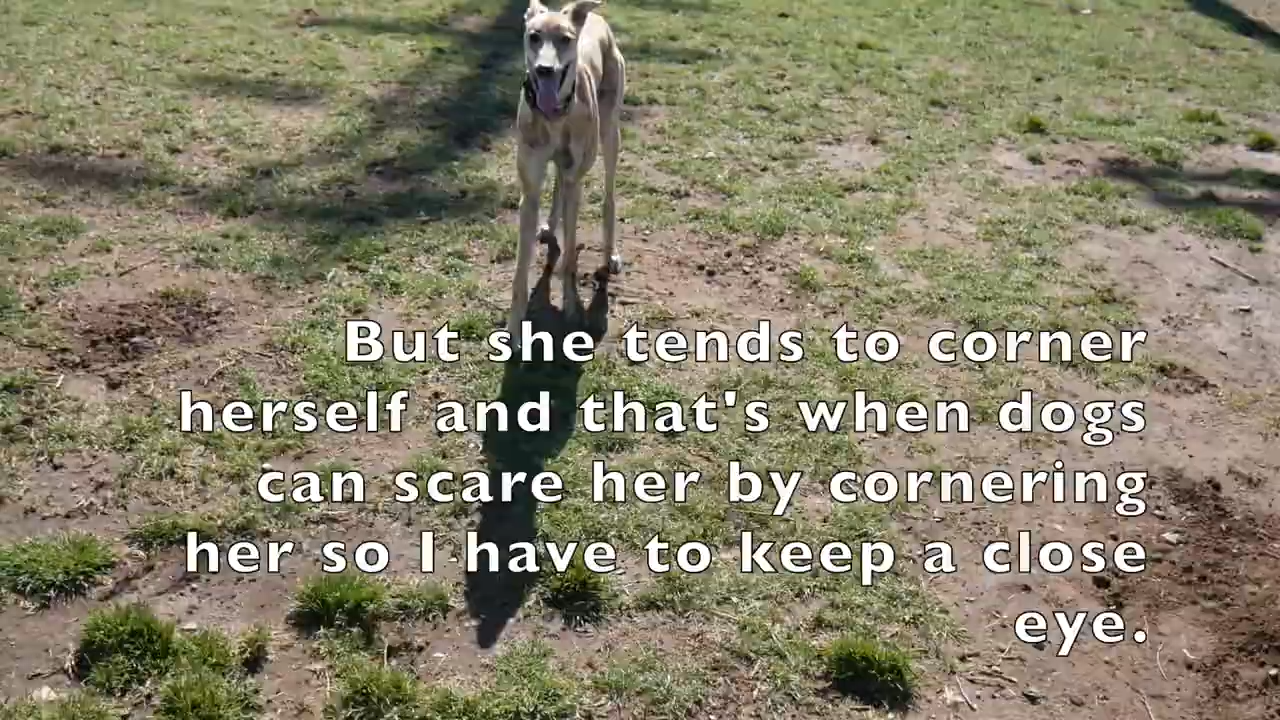 But she tends to corner
herself and that's when dogs
can scare her by cornering
her so I have to keep a close
eye.